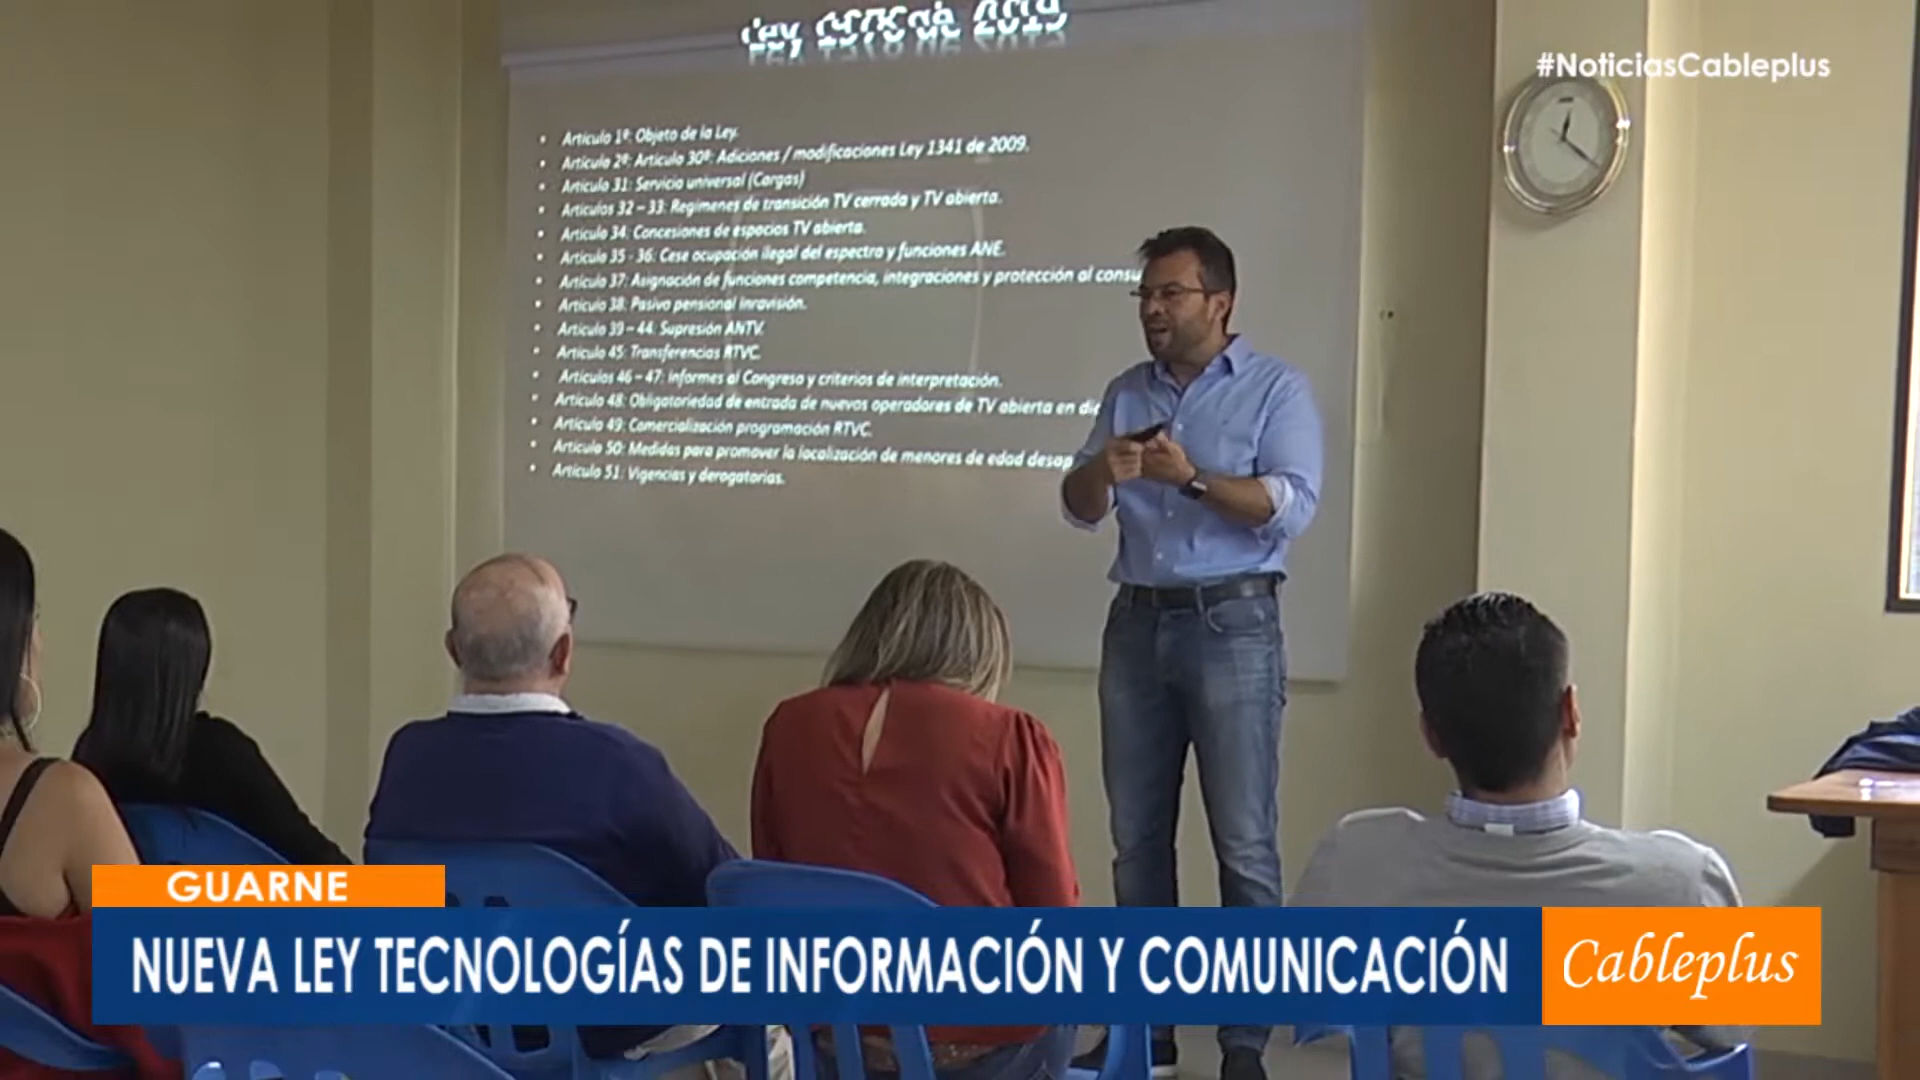 Ley 1978 de 2019
#NoticiasCableplus
• Artículo 1º: Objeto de la Ley.
• Artículo 2º: Artículo 30º: Adiciones / modificaciones Ley 1341 de 2009.
• Artículo 31: Servicio universal (Cargas)
• Artículos 32 – 33: Regímenes de transición TV cerrada y TV abierta.
• Artículo 34: Concesiones de espacios TV abierta.
• Artículo 35 - 36: Cese ocupación ilegal del espectro y funciones ANE.
• Artículo 37: Asignación de funciones competencia, integraciones y protección al consu
• Artículo 38: Pasivo pensional Inravisión.
• Artículo 39 – 44: Supresión ANTV.
• Artículo 45: Transferencias RTVC.
• Artículos 46 – 47: Informes al Congreso y criterios de interpretación.
• Artículo 48: Obligatoriedad de entrada de nuevos operadores de TV abierta en dic
• Artículo 49: Comercialización programación RTVC.
• Artículo 50: Medidas para promover la localización de menores de edad desap
• Artículo 51: Vigencias y derogatorias.
GUARNE
NUEVA LEY TECNOLOGÍAS DE INFORMACIÓN Y COMUNICACIÓN
Cableplus